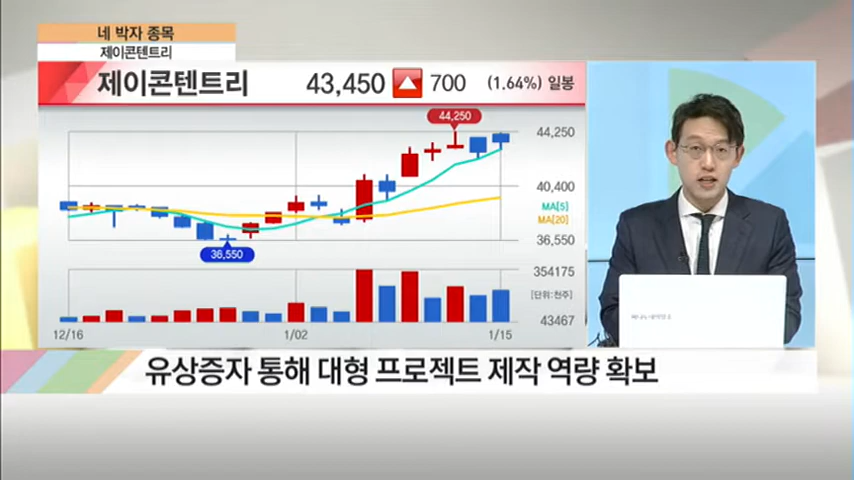 네 박자 종목
제이콘텐트리
제이콘텐트리 43,450 700 (1.64%) 일봉
44,250
44,250
40,400
MA[5]
MA[20]
36,550
36,550
354175
[단위:천주]
43467
12/16 1/02 1/15
유상증자 통해 대형 프로젝트 제작 역량 확보